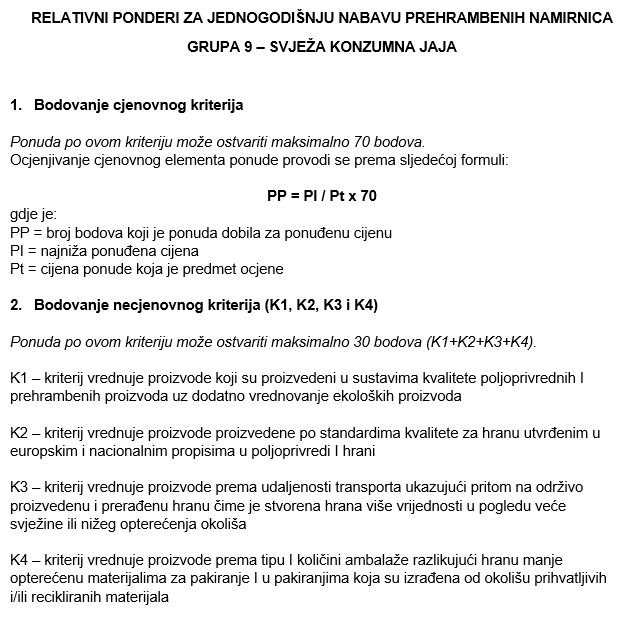 RELATIVNI PONDERI ZA JEDNOGODIŠNJU NABAVU PREHRAMBENIH NAMIRNICA
GRUPA 9 – SVJEŽA KONZUMNA JAJA
1. Bodovanje cjenovnog kriterija
Ponuda po ovom kriteriju može ostvariti maksimalno 70 bodova.
Ocjenjivanje cjenovnog elementa ponude provodi se prema sljedećoj formuli:
PP = Pl / Pt x 70
gdje je:
PP = broj bodova koji je ponuda dobila za ponuđenu cijenu
Pl = najniža ponuđena cijena
Pt = cijena ponude koja je predmet ocjene
2. Bodovanje necjenovnog kriterija (K1, K2, K3 i K4)
Ponuda po ovom kriteriju može ostvariti maksimalno 30 bodova (K1+K2+K3+K4).
K1 – kriterij vrednuje proizvode koji su proizvedeni u sustavima kvalitete poljoprivrednih I
prehrambenih proizvoda uz dodatno vrednovanje ekoloških proizvoda
K2 – kriterij vrednuje proizvode proizvedene po standardima kvalitete za hranu utvrđenim u
europskim i nacionalnim propisima u poljoprivredi I hrani
K3 – kriterij vrednuje proizvode prema udaljenosti transporta ukazujući pritom na održivo
proizvedenu i prerađenu hranu čime je stvorena hrana više vrijednosti u pogledu veće
svježine ili nižeg opterećenja okoliša
K4 – kriterij vrednuje proizvode prema tipu I količini ambalaže razlikujući hranu manje
opterećenu materijalima za pakiranje I u pakiranjima koja su izrađena od okolišu prihvatljivih
i/ili recikliranih materijala